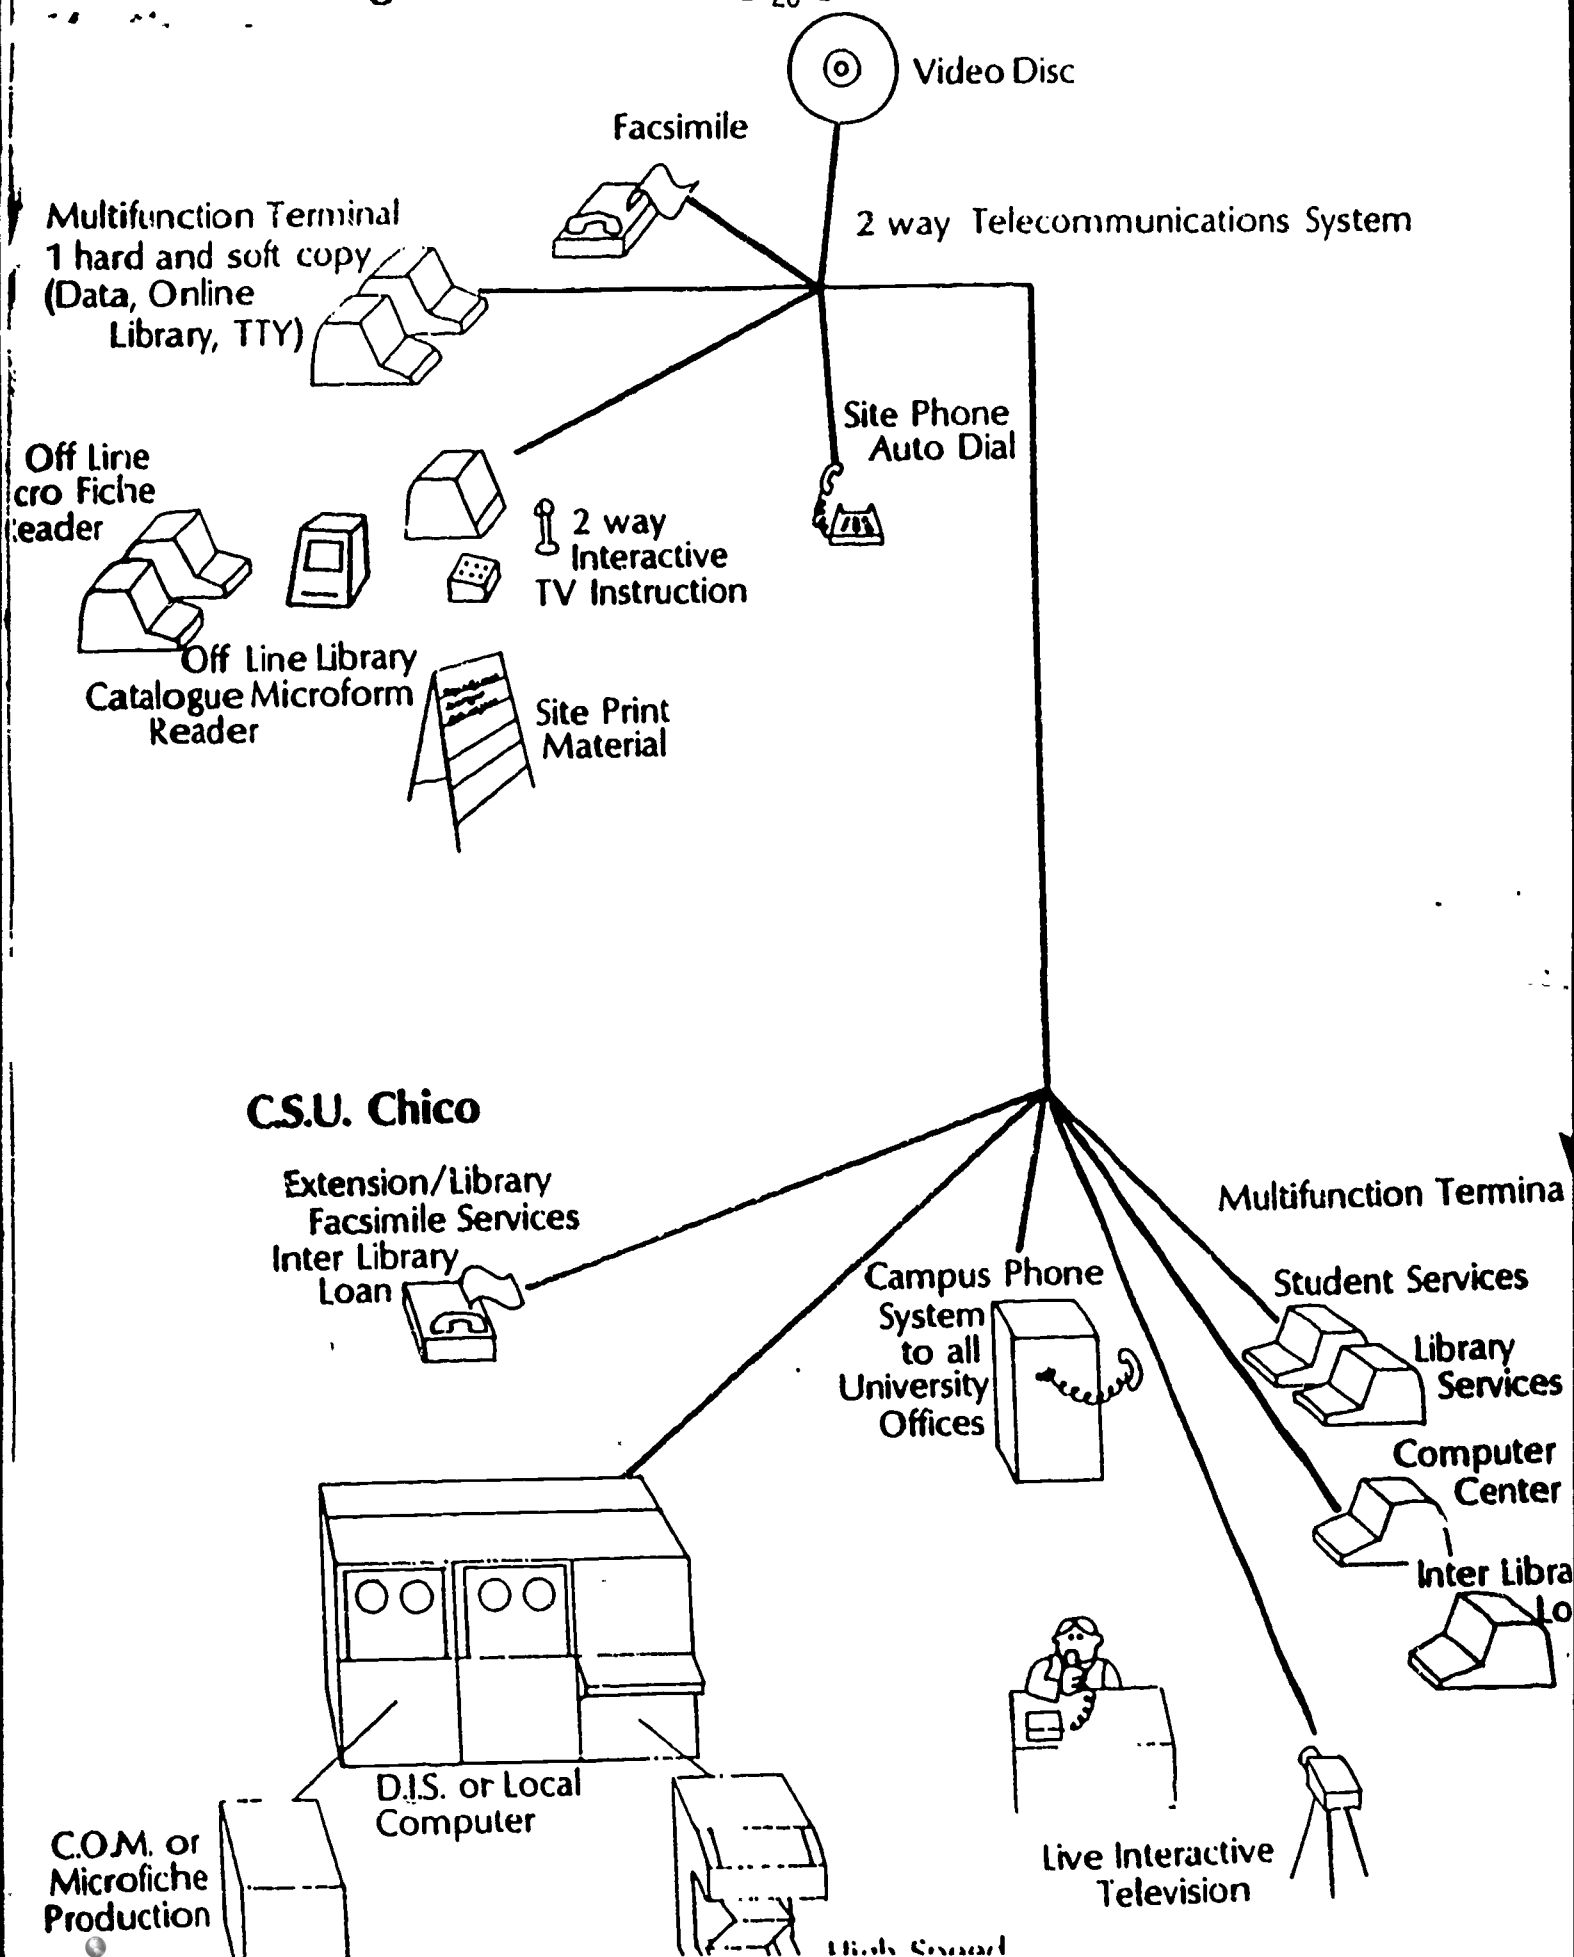 Video Disc
Facsimile
2 way Telecommunications System
Multifunction Terminal
1 hard and soft copy
(Data, Online
Library, TTY)
Site Phone
Auto Dial
Off Line
cro Fiche
eader
2 way
Interactive
TV Instruction
Off Line Library
Catalogue Microform
Reader
Site Print
Material
C.S.U. Chico
Extension/Library
Facsimile Services
Inter Library
Loan
Campus Phone
System
to all
University
Offices
Multifunction Termina
Student Services
Library
Services
Computer
Center
Inter Libra
Lo
D.I.S. or Local
Computer
C.O.M. or
Microfiche
Production
Live Interactive
Television
High Speed